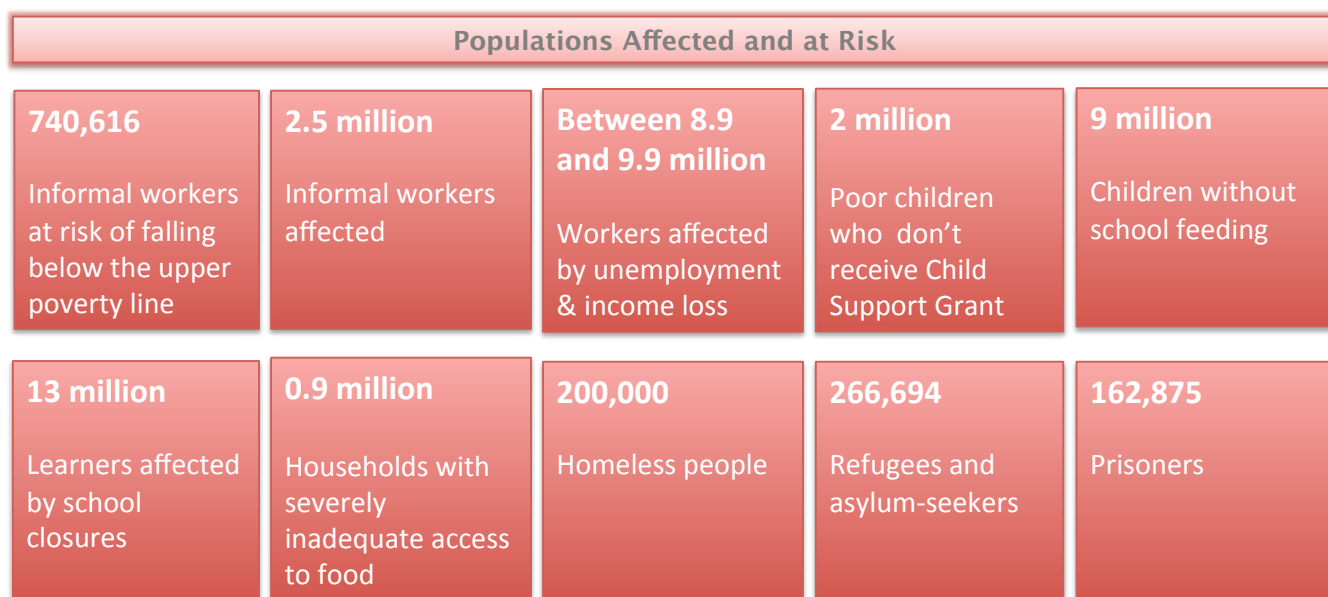 Populations Affected and at Risk
740,616
Informal workers
at risk of falling
below the upper
poverty line
2.5 million
Informal workers
affected
Between 8.9
and 9.9 million
Workers affected
by unemployment
& income loss
2 million
Poor children
who don't
receive Child
Support Grant
9 million
Children without
school feeding
13 million
Learners affected
by school
closures
0.9 million
Households with
severely
inadequate access
to food
200,000
Homeless people
266,694
Refugees and
asylum-seekers
162,875
Prisoners